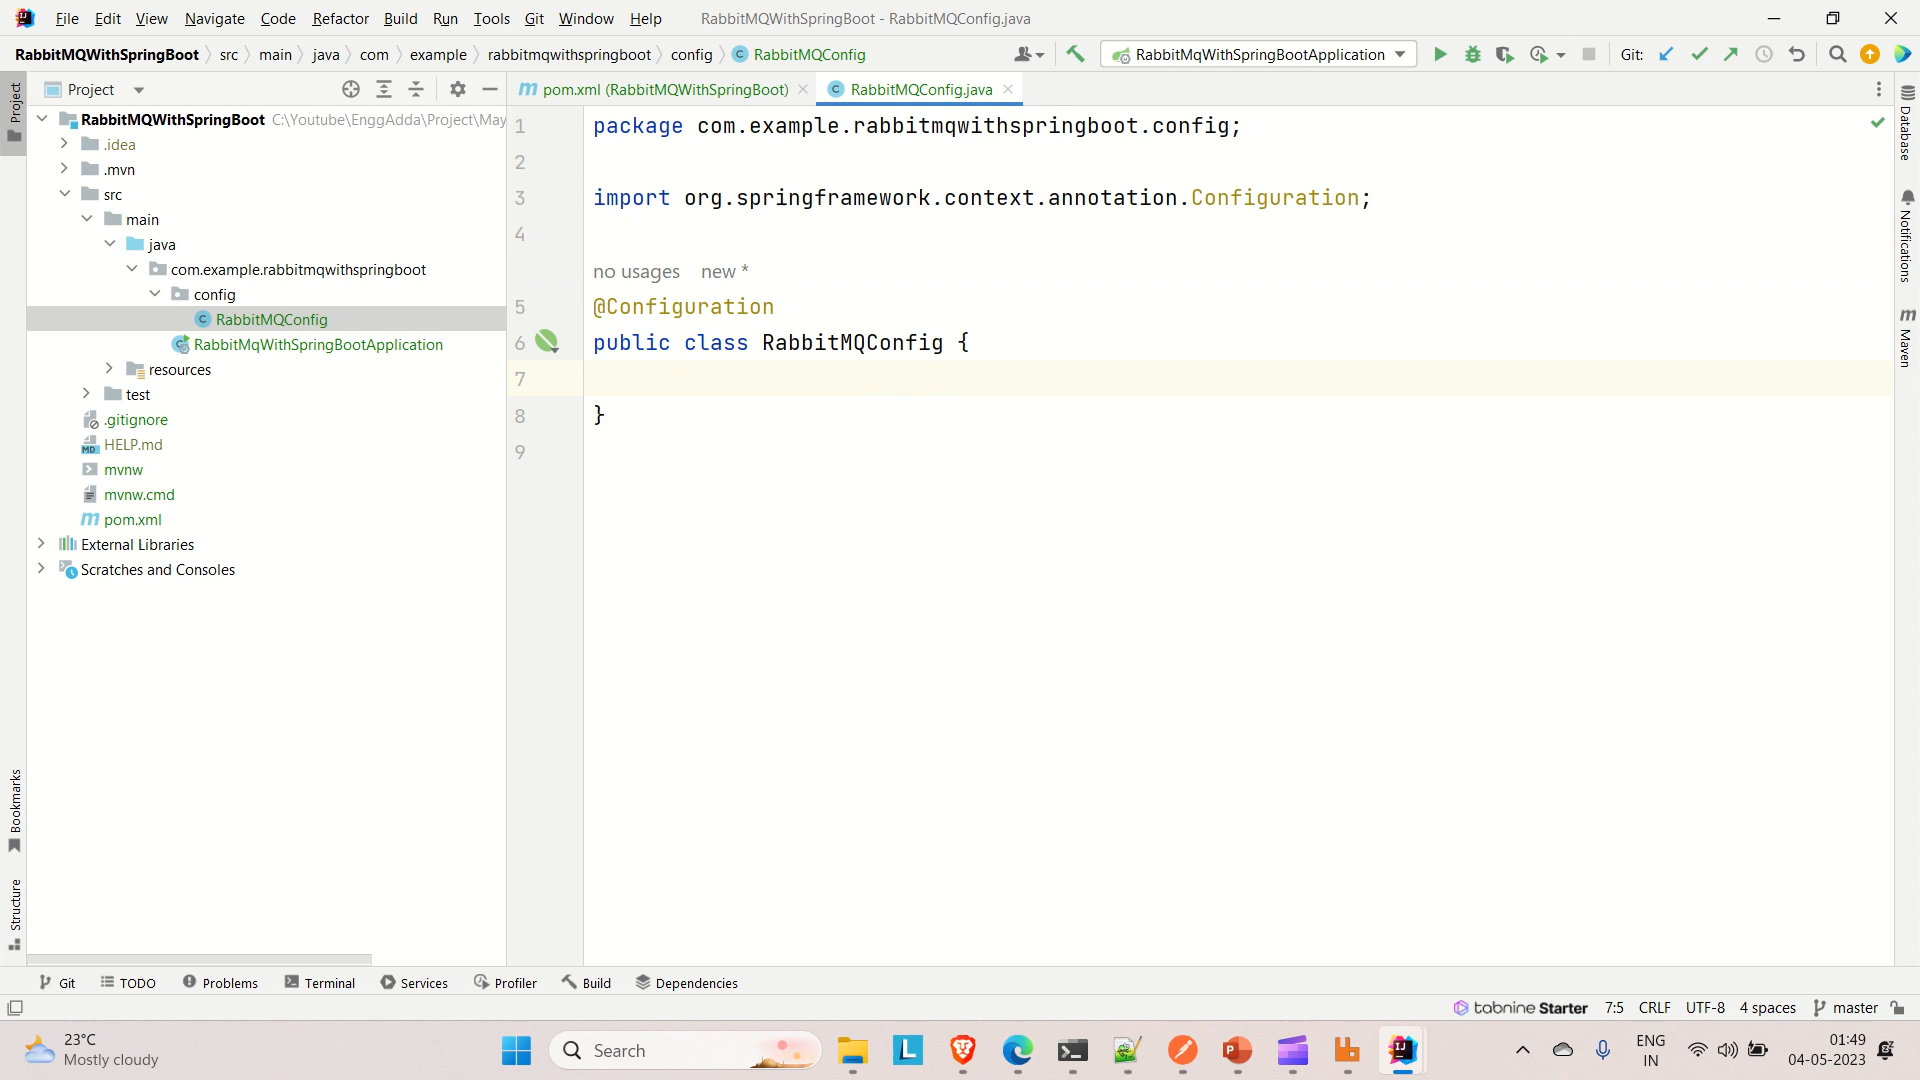 File Edit View Navigate Code Refactor Build Run Tools Git Window Help RabbitMQWithSpringBoot - RabbitMQConfig.java
RabbitMQWithSpringBoot src main java com example rabbitmqwithspringboot config RabbitMQConfig RabbitMqWithSpringBootApplication Git:
Project
pom.xml (RabbitMQWithSpringBoot) RabbitMQConfig.java
RabbitMQWithSpringBoot C:\Youtube\EnggAdda\Project\May
.idea
.mvn
src
main
java
com.example.rabbitmqwithspringboot
config
RabbitMQConfig
RabbitMqWithSpringBootApplication
resources
test
.gitignore
HELP.md
mvnw
mvnw.cmd
pom.xml
External Libraries
Scratches and Consoles
1 package com.example.rabbitmqwithspringboot.config;
2
3 import org.springframework.context.annotation.Configuration;
4
no usages new *
5 @Configuration
6 public class RabbitMQConfig {
7
8 }
9
Project
Bookmarks
Structure
Database
Notifications
Maven
Git TODO Problems Terminal Services Profiler Build Dependencies
tabnine Starter 7:5 CRLF UTF-8 4 spaces master
23°C
Mostly cloudy
Search
ENG
IN
01:49
04-05-2023